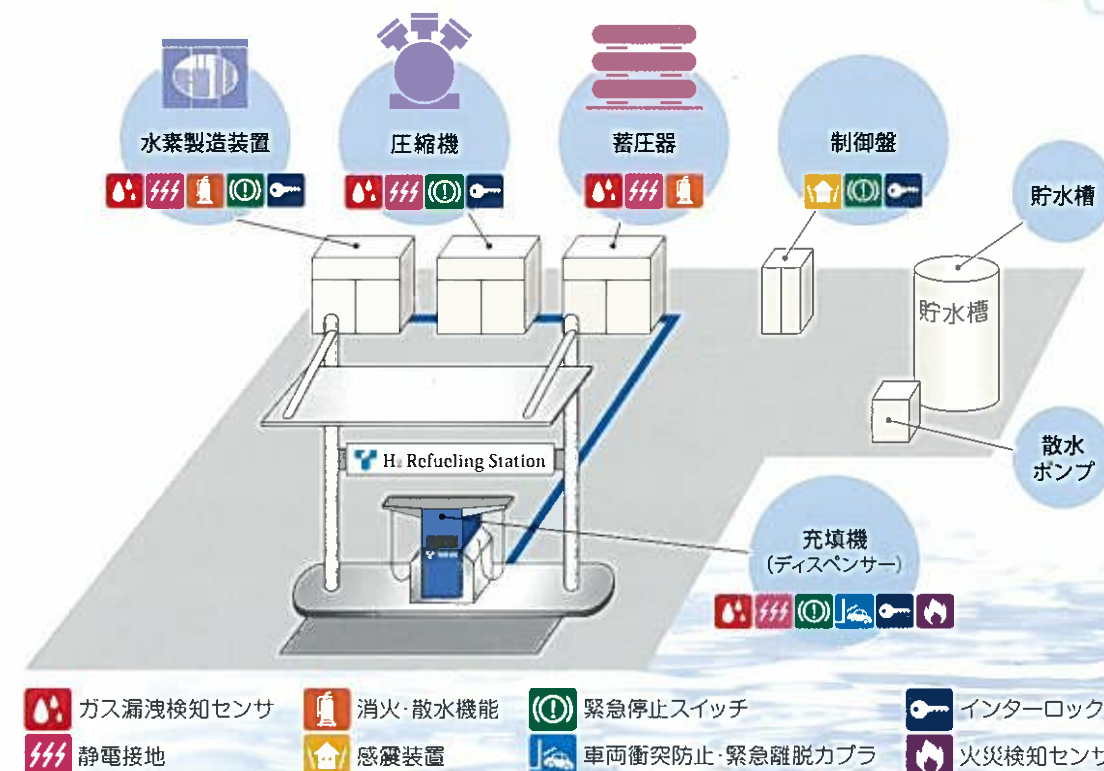 水素製造装置
圧縮機
蓄圧器
制御盤
貯水槽
貯水槽
散水
ポンプ
H₂ Refueling Station
充填機
(ディスペンサー)
ガス漏洩検知センサ
消火・散水機能
緊急停止スイッチ
インターロック
静電接地
感震装置
車両衝突防止・緊急離脱カプラ
火災検知センサ